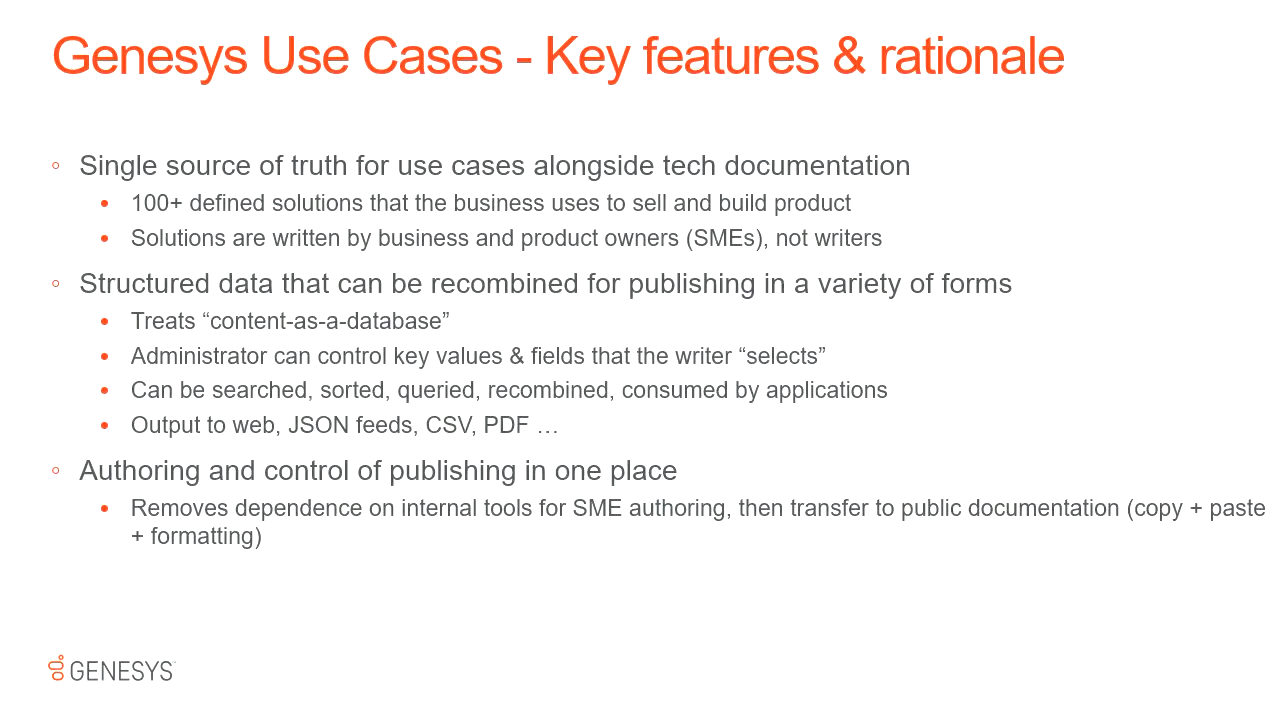 Genesys Use Cases - Key features & rationale
Single source of truth for use cases alongside tech documentation
100+ defined solutions that the business uses to sell and build product
Solutions are written by business and product owners (SMEs), not writers
Structured data that can be recombined for publishing in a variety of forms
Treats “content-as-a-database”
Administrator can control key values & fields that the writer “selects”
Can be searched, sorted, queried, recombined, consumed by applications
Output to web, JSON feeds, CSV, PDF …
Authoring and control of publishing in one place
Removes dependence on internal tools for SME authoring, then transfer to public documentation (copy + paste
+ formatting)
GENESYS